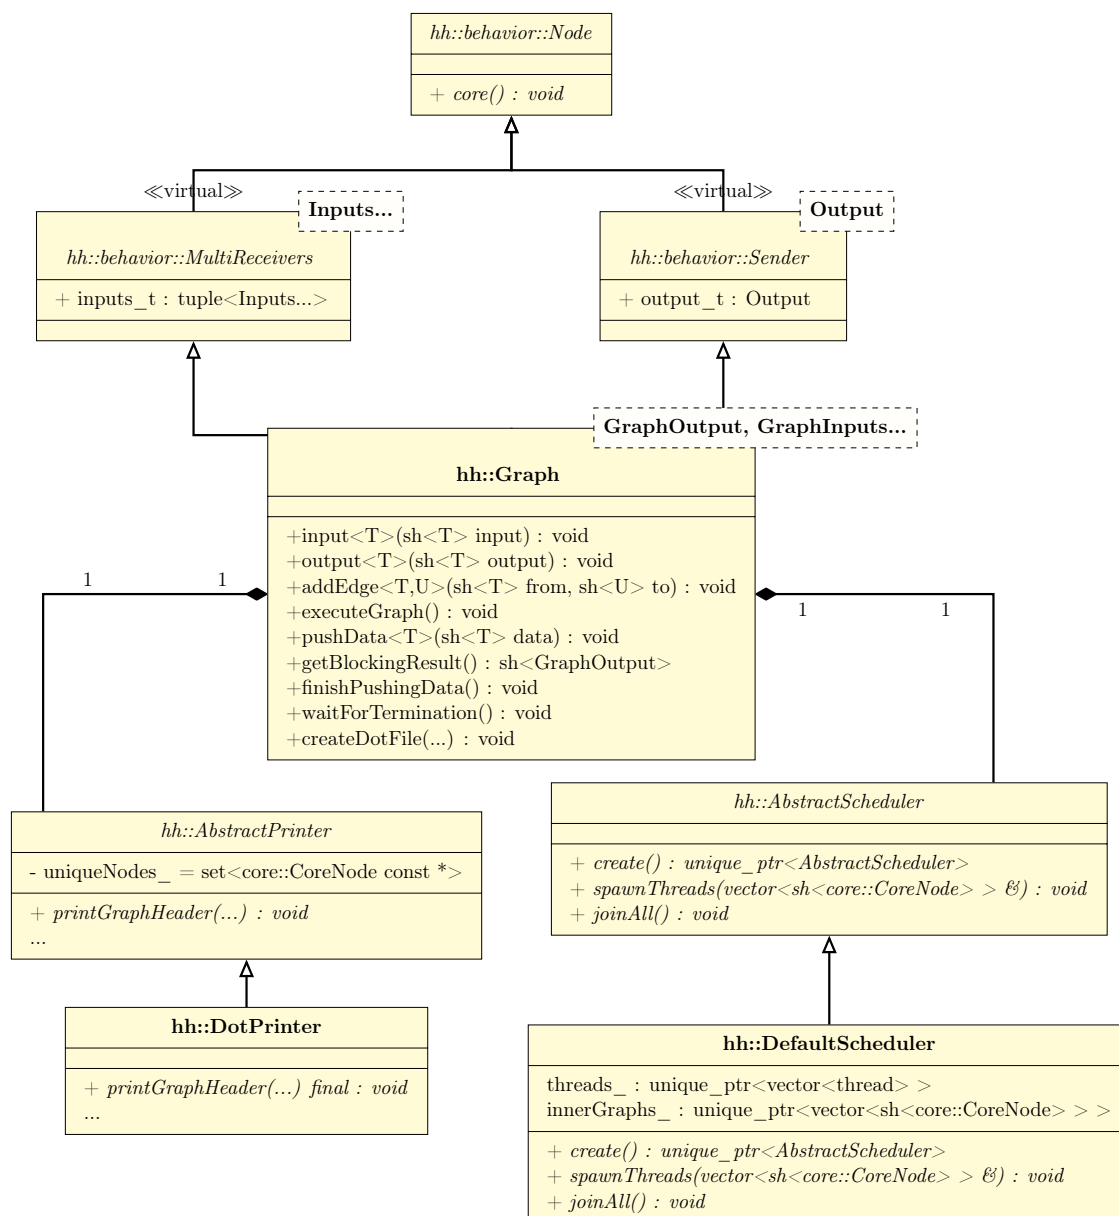 hh::behavior::Node
+ core() : void
≪virtual≫
≪virtual≫
Inputs...
Output
hh::behavior::MultiReceivers
+ inputs_t : tuple<Inputs...>
hh::behavior::Sender
+ output_t : Output
GraphOutput, GraphInputs...
hh::Graph
+input<T>(sh<T> input) : void
+output<T>(sh<T> output) : void
+addEdge<T,U>(sh<T> from, sh<U> to) : void
+executeGraph() : void
+pushData<T>(sh<T> data) : void
+getBlockingResult() : sh<GraphOutput>
+finishPushingData() : void
+waitForTermination() : void
+createDotFile(...) : void
1
1
1
1
hh::AbstractPrinter
- uniqueNodes_ = set<core::CoreNode const *>
+ printGraphHeader(...) : void
...
hh::AbstractScheduler
+ create() : unique_ptr<AbstractScheduler>
+ spawnThreads(vector<sh<core::CoreNode> > &) : void
+ joinAll() : void
hh::DotPrinter
+ printGraphHeader(...) final : void
...
hh::DefaultScheduler
threads_ : unique_ptr<vector<thread> >
innerGraphs_ : unique_ptr<vector<sh<core::CoreNode> > >
+ create() : unique_ptr<AbstractScheduler>
+ spawnThreads(vector<sh<core::CoreNode> > &) : void
+ joinAll() : void